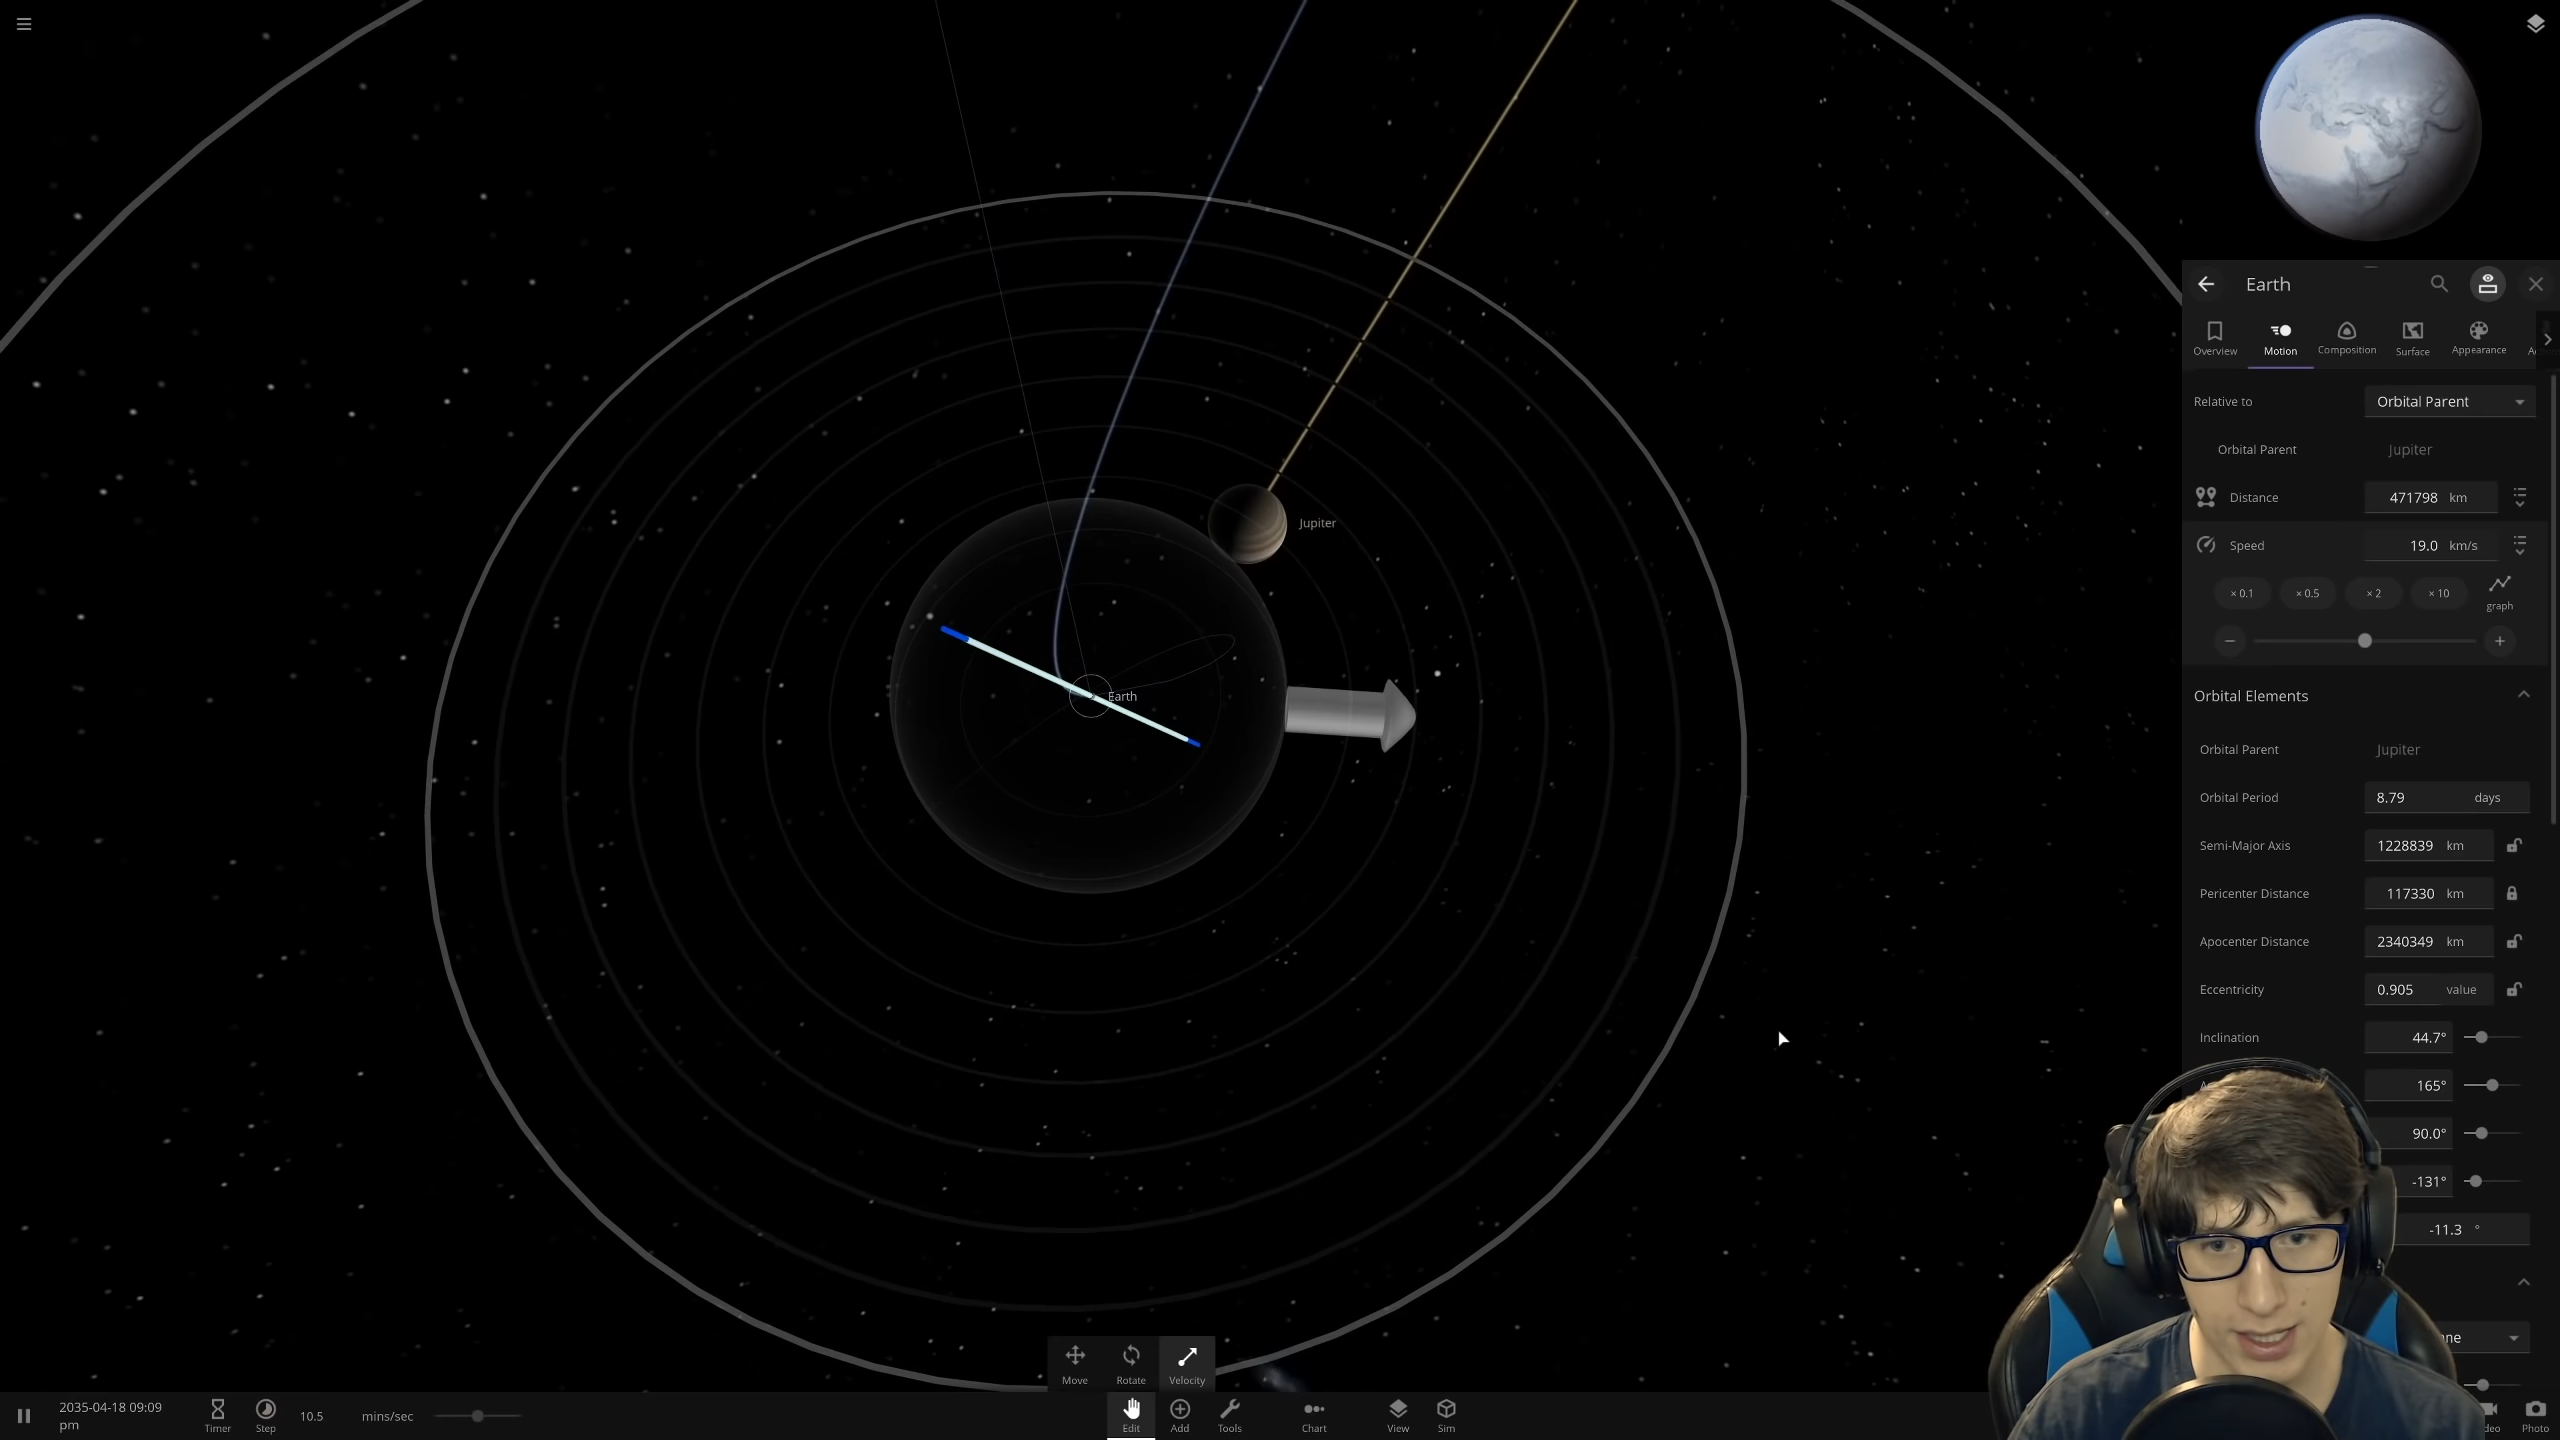 Earth
Overview
Motion
Composition
Surface
Appearance
Relative to
Orbital Parent
Orbital Parent
Jupiter
Distance
471798 km
Speed
19.0 km/s
× 0.1
× 0.5
× 2
× 10
graph
Orbital Elements
Orbital Parent
Jupiter
Orbital Period
8.79 days
Semi-Major Axis
1228839 km
Pericenter Distance
117330 km
Apocenter Distance
2340349 km
Eccentricity
0.905 value
Inclination
44.7°
165°
90.0°
-131°
-11.3 °
Jupiter
Earth
Move
Rotate
Velocity
2035-04-18 09:09
pm
Timer
Step
10.5 mins/sec
Edit
Add
Tools
Chart
View
Sim
Photo